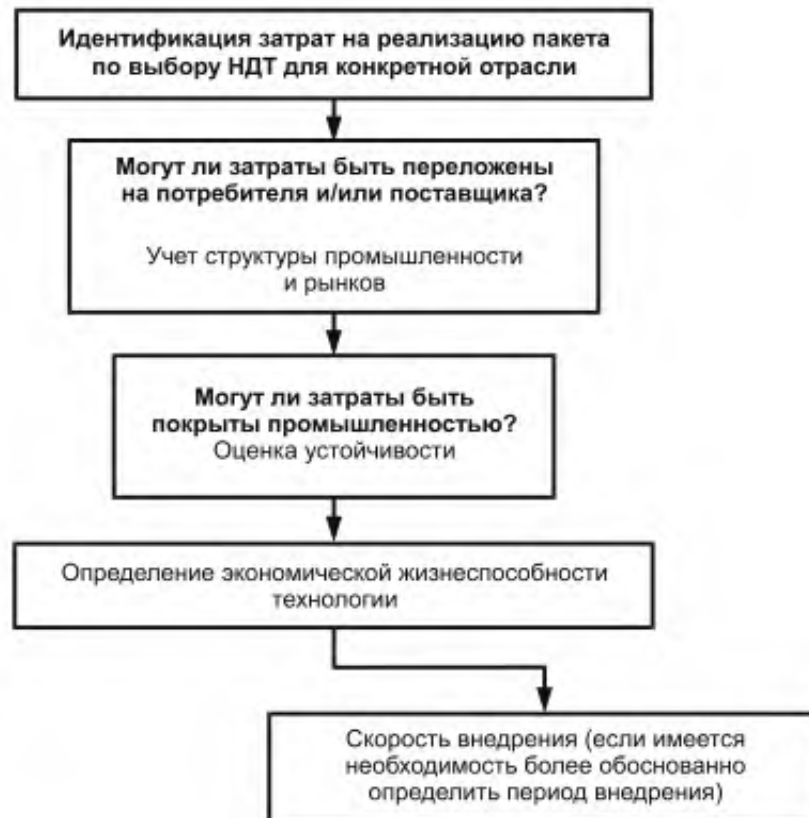 Идентификация затрат на реализацию пакета
по выбору НДТ для конкретной отрасли
Могут ли затраты быть переложены
на потребителя и/или поставщика?
Учет структуры промышленности
и рынков
Могут ли затраты быть
покрыты промышленностью?
Оценка устойчивости
Определение экономической жизнеспособности
технологии
Скорость внедрения (если имеется
необходимость более обоснованно
определить период внедрения)